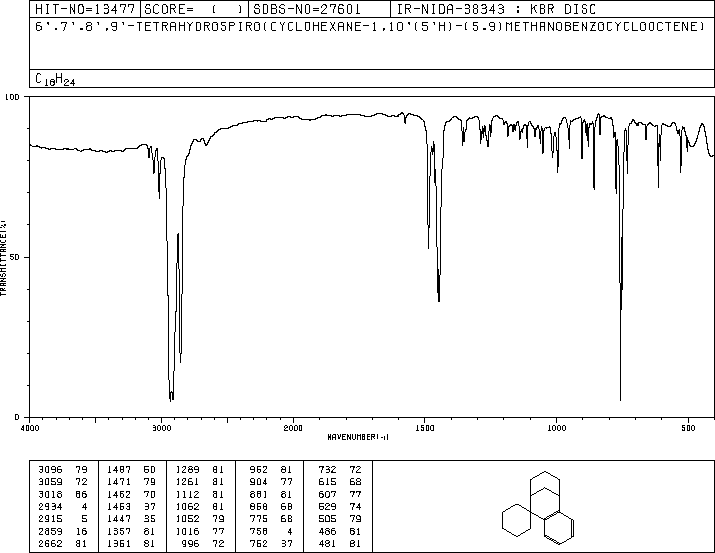 HIT-NO=13477 SCORE= ( ) SDBS-NO=27601 IR-NIDA-38343 : KBR DISC
6',7',8',9'-TETRAHYDROSPIRO(CYCLOHEXANE-1,10'(5'H)-(5,9)METHANOBENZOCYCLOOCTENE)
C18H24
100
50
0
TRANSMITTANCE(%)
4000 3000 2000 1500 1000 500
WAVENUMBER(-1)
3096 79 1487 50 1289 81 952 81 732 72
3059 72 1471 79 1261 81 904 77 615 68
3018 66 1462 70 1112 81 881 81 607 77
2934 4 1453 37 1062 81 858 68 529 74
2915 5 1447 35 1052 79 775 68 505 79
2859 16 1357 81 1016 77 758 4 486 81
2662 81 1351 81 996 72 752 37 481 81